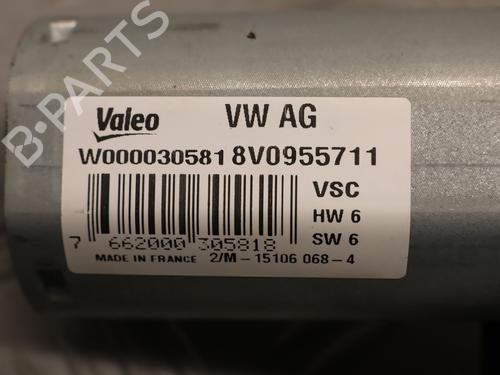 B-PARTS
Valeo VW AG
W000030581 8V0955711
VSC
HW 6
SW 6
7 662000 305818
MADE IN FRANCE 2/M-15106 068-4